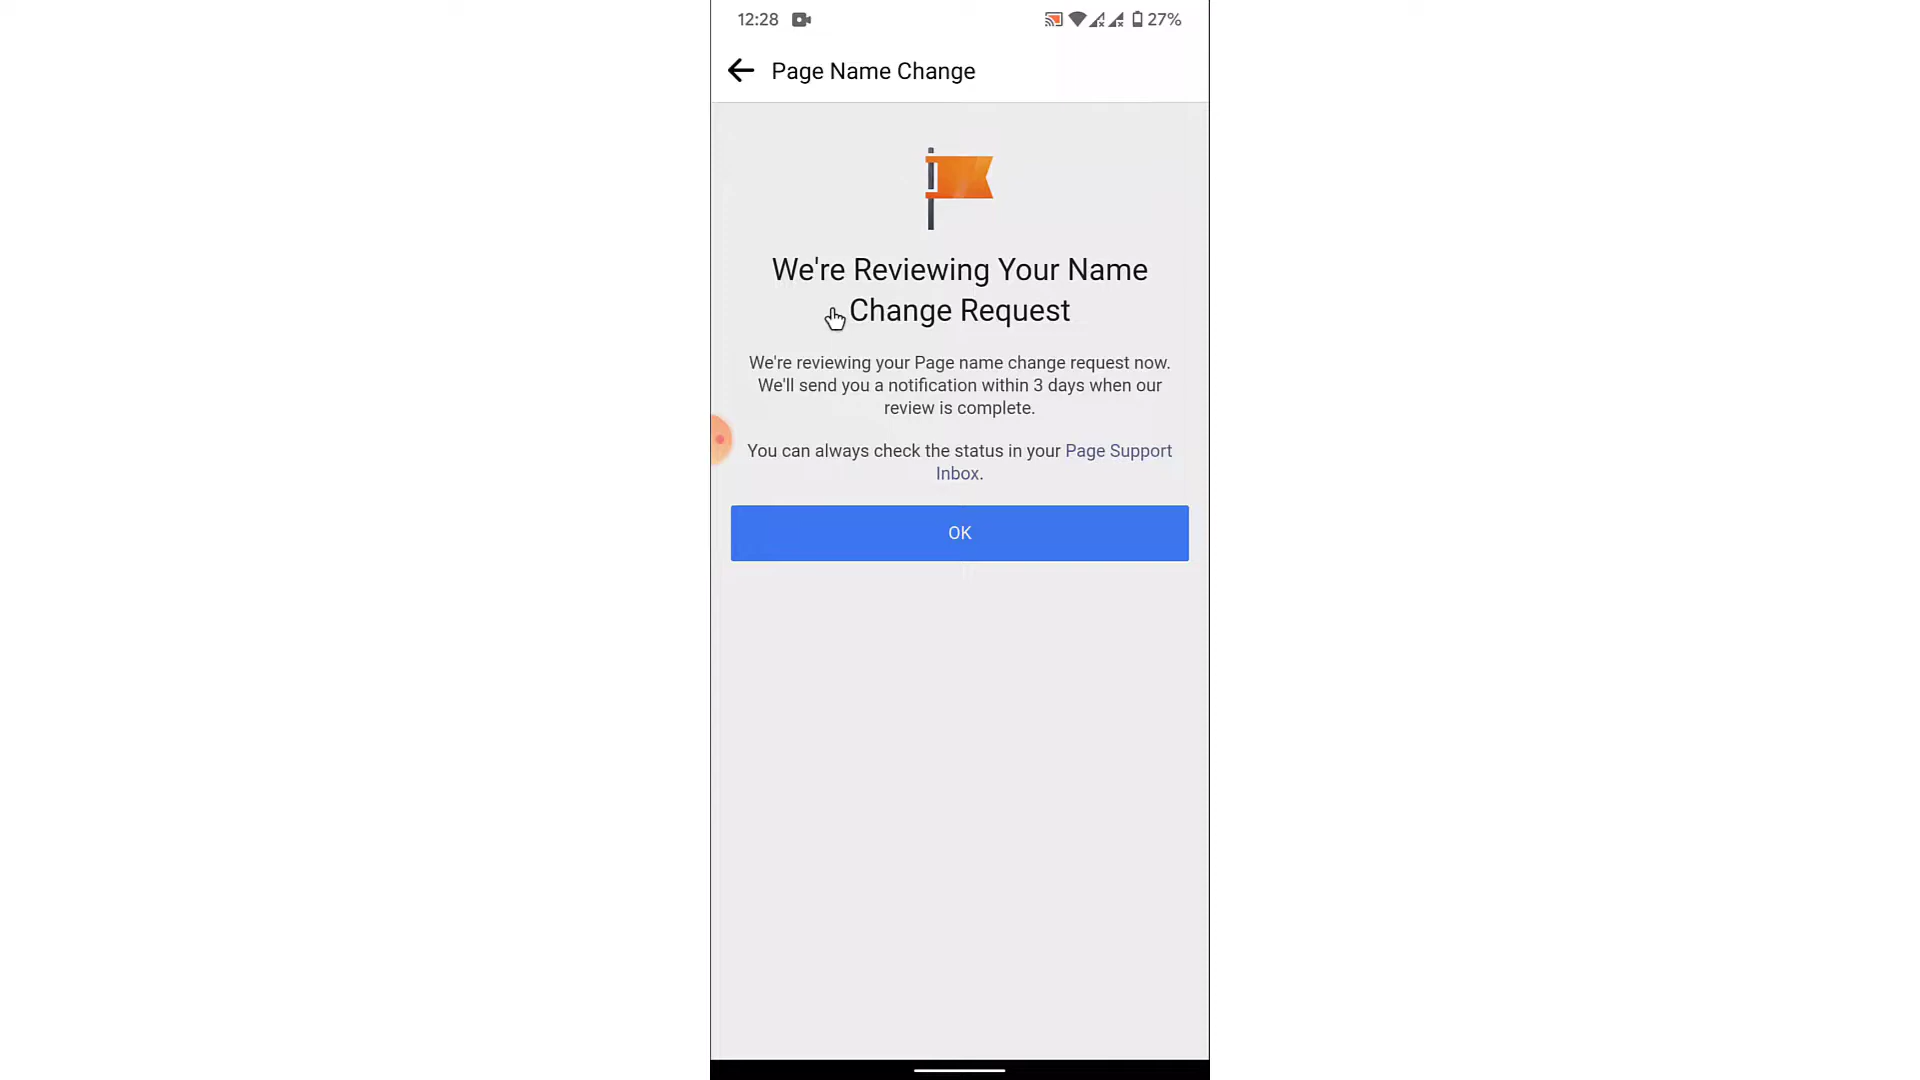 12:28
27%
Page Name Change
We're Reviewing Your Name
Change Request
We're reviewing your Page name change request now.
We'll send you a notification within 3 days when our
review is complete.
You can always check the status in your Page Support
Inbox.
OK